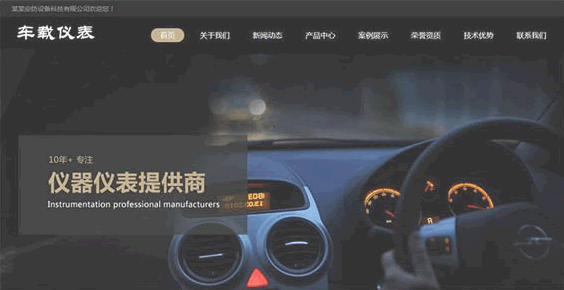 某某安防设备科技有限公司欢迎您！
车载仪表
首页 关于我们 新闻动态 产品中心 案例展示 荣誉资质 技术优势 联系我们
10年+ 专注
仪器仪表提供商
Instrumentation professional manufacturers